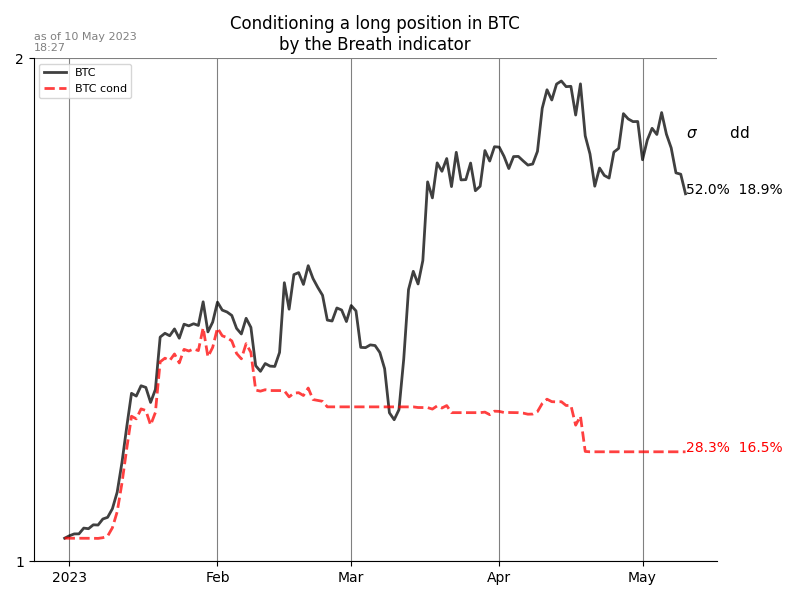 Conditioning a long position in BTC
by the Breath indicator
as of 10 May 2023
18:27
2
BTC
BTC cond
σ dd
52.0% 18.9%
28.3% 16.5%
1
2023 Feb Mar Apr May